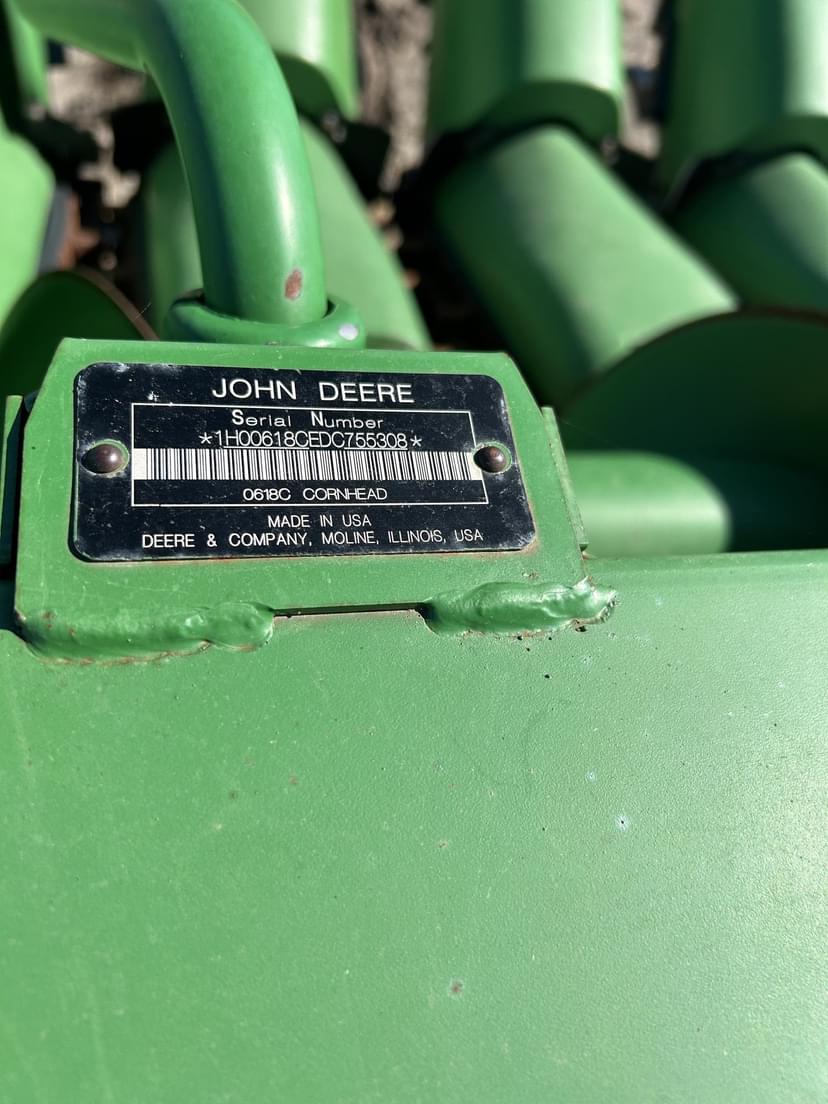 JOHN DEERE
Serial Number
*1H00618CEDC755308*
0618C CORNHEAD
MADE IN USA
DEERE & COMPANY, MOLINE, ILLINOIS, USA